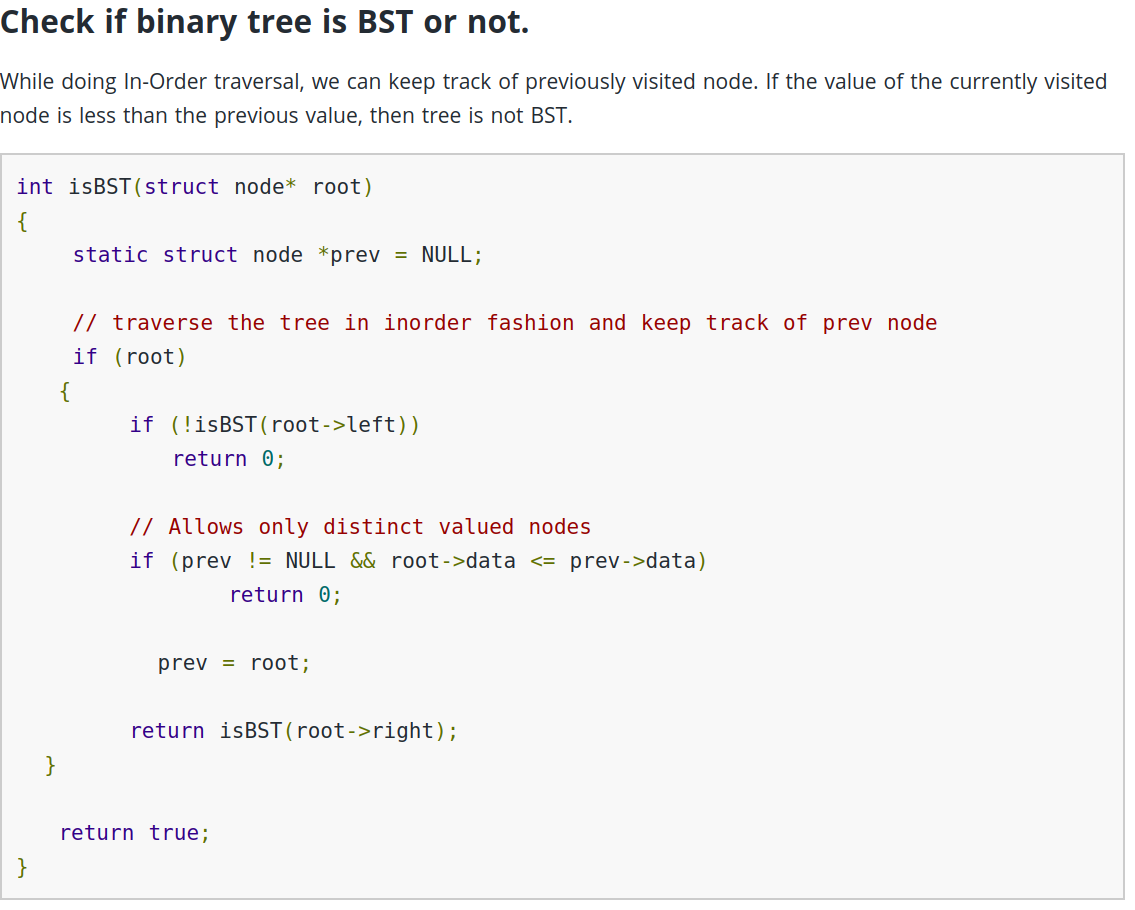 Check if binary tree is BST or not.
While doing In-Order traversal, we can keep track of previously visited node. If the value of the currently visited
node is less than the previous value, then tree is not BST.
int isBST(struct node* root)
{
    static struct node *prev = NULL;

    // traverse the tree in inorder fashion and keep track of prev node
    if (root)
   {
        if (!isBST(root->left))
           return 0;

        // Allows only distinct valued nodes
        if (prev != NULL && root->data <= prev->data)
               return 0;

          prev = root;

        return isBST(root->right);
  }

   return true;
}